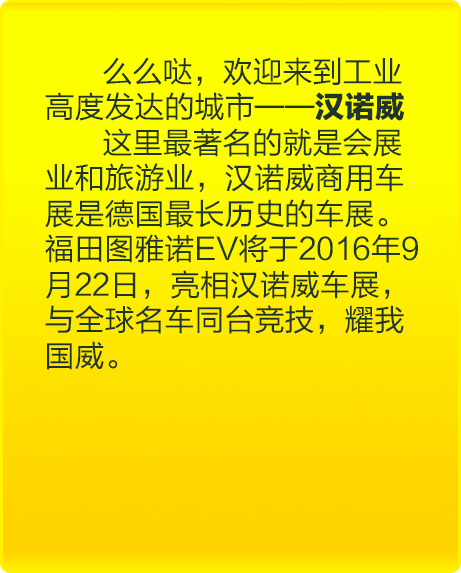 么么哒，欢迎来到工业
高度发达的城市——汉诺威
这里最著名的就是会展
业和旅游业，汉诺威商用车
展是德国最长历史的车展。
福田图雅诺EV将于2016年9
月22日，亮相汉诺威车展，
与全球名车同台竞技，耀我
国威。